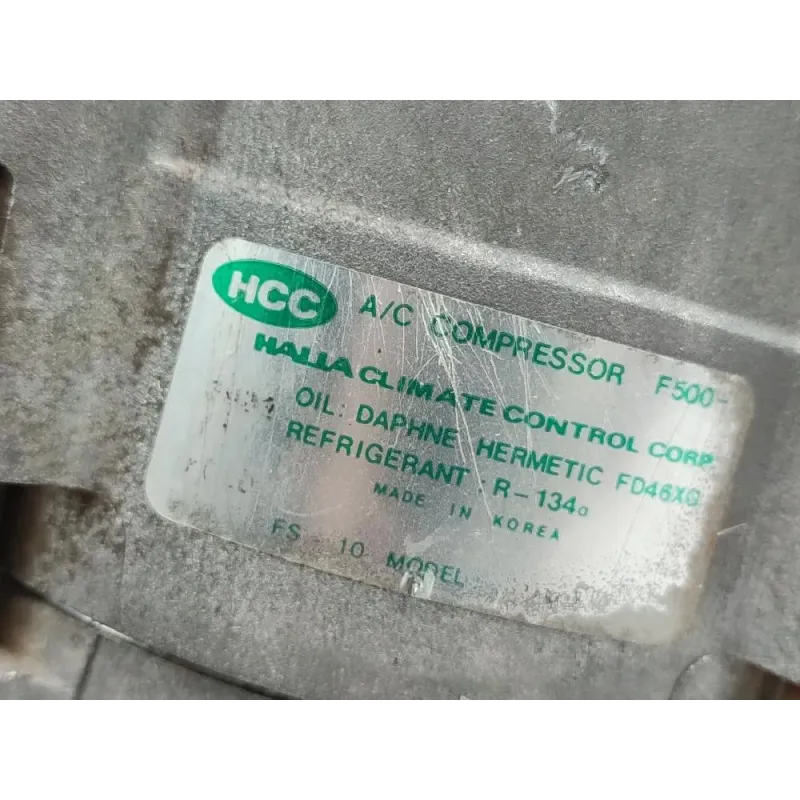 HCC A/C COMPRESSOR F500-
HALLA CLIMATE CONTROL CORP.
OIL: DAPHNE HERMETIC FD46XG
REFRIGERANT : R-134a
MADE IN KOREA
FS - 10 MODEL